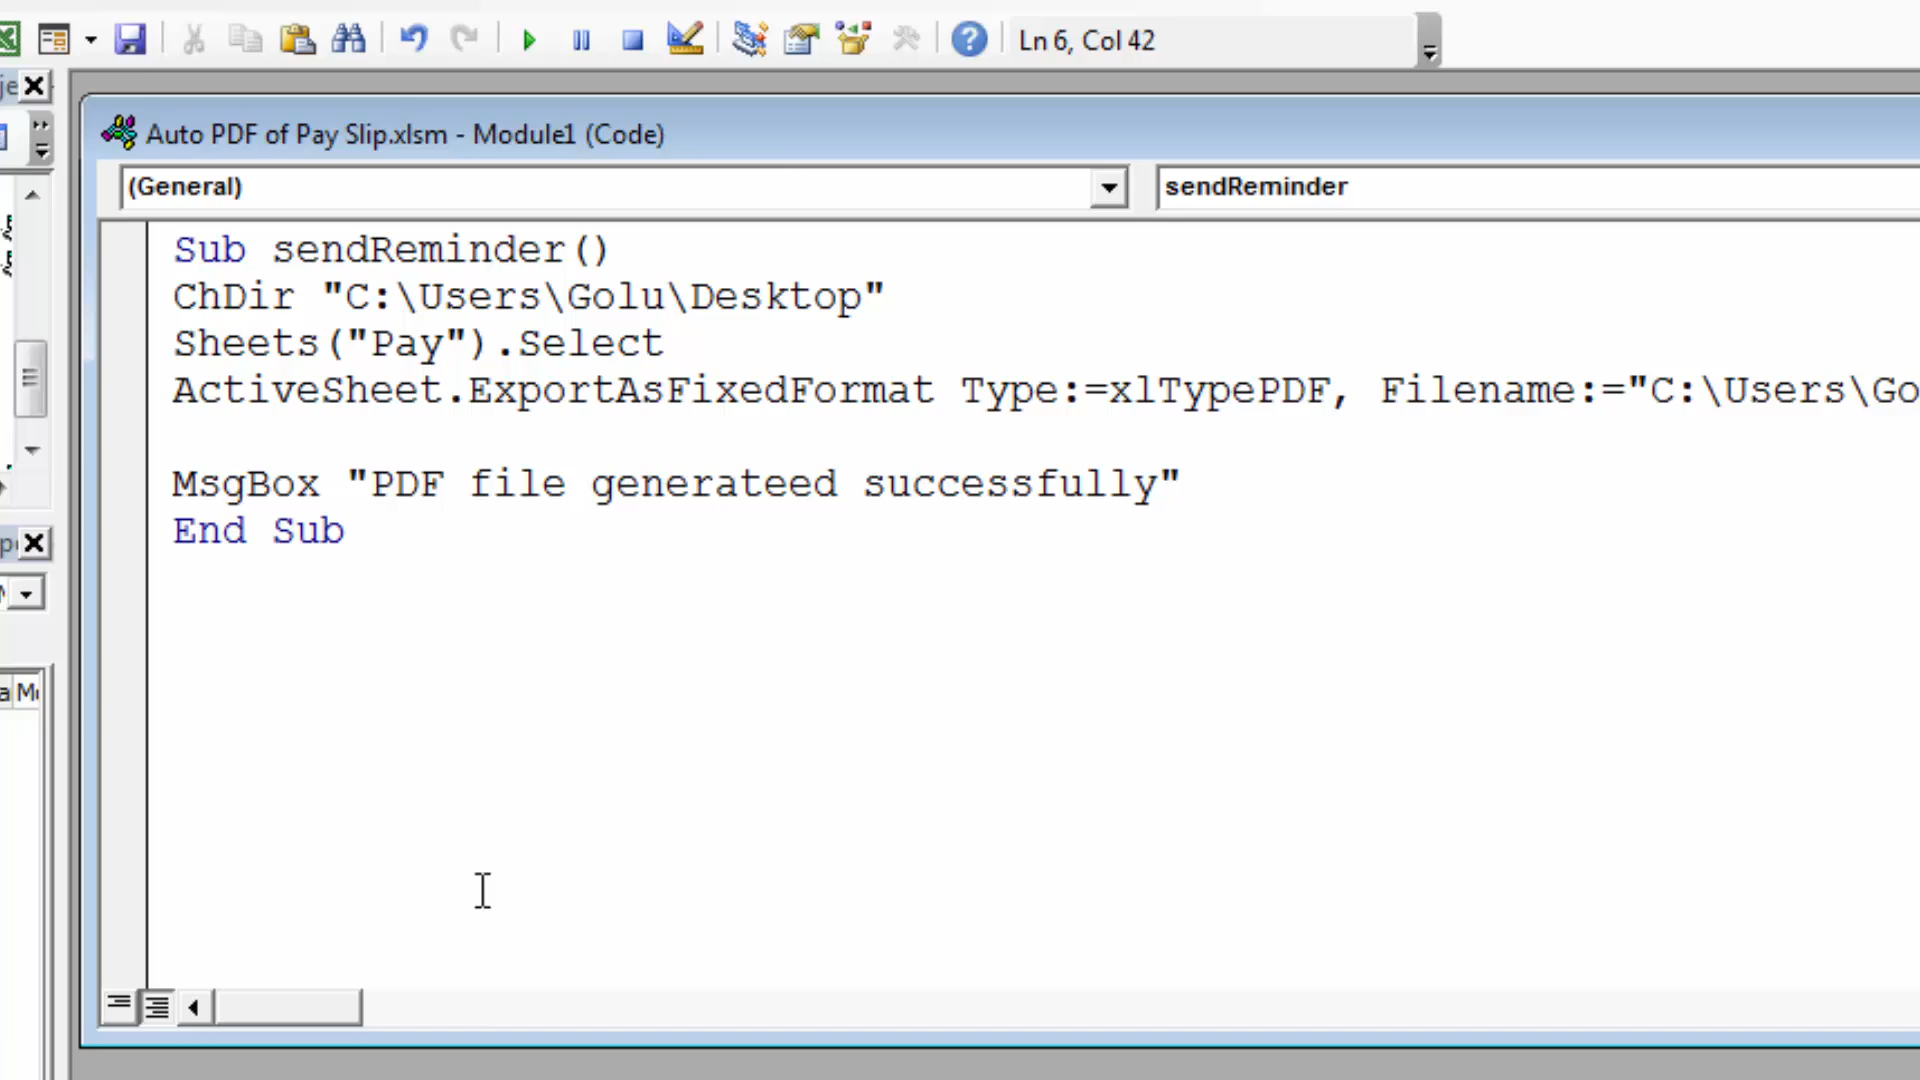 Ln 6, Col 42
Auto PDF of Pay Slip.xlsm - Module1 (Code)
(General)
sendReminder
Sub sendReminder()
ChDir "C:\Users\Golu\Desktop"
Sheets("Pay").Select
ActiveSheet.ExportAsFixedFormat Type:=xlTypePDF, Filename:="C:\Users\Go
MsgBox "PDF file generateed successfully"
End Sub